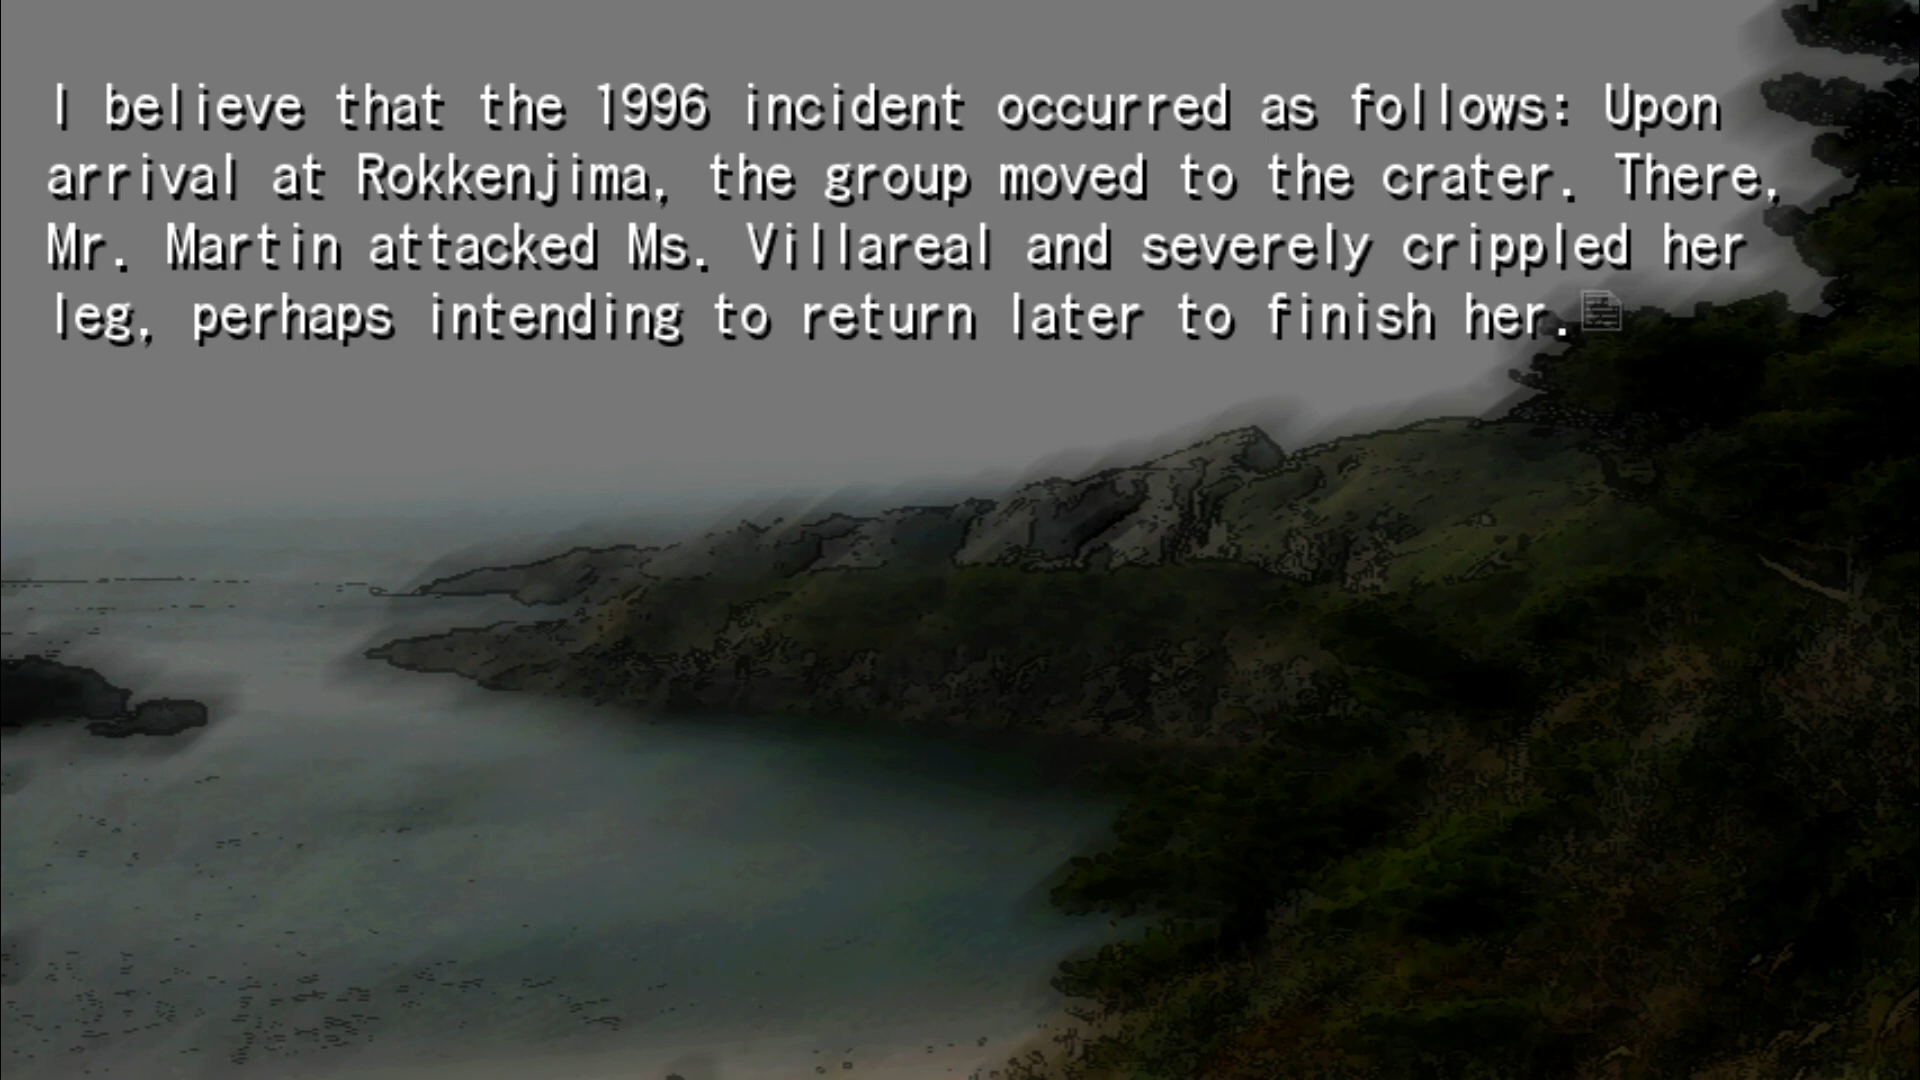 I believe that the 1996 incident occurred as follows: Upon
arrival at Rokkenjima, the group moved to the crater. There,
Mr. Martin attacked Ms. Villareal and severely crippled her
leg, perhaps intending to return later to finish her.